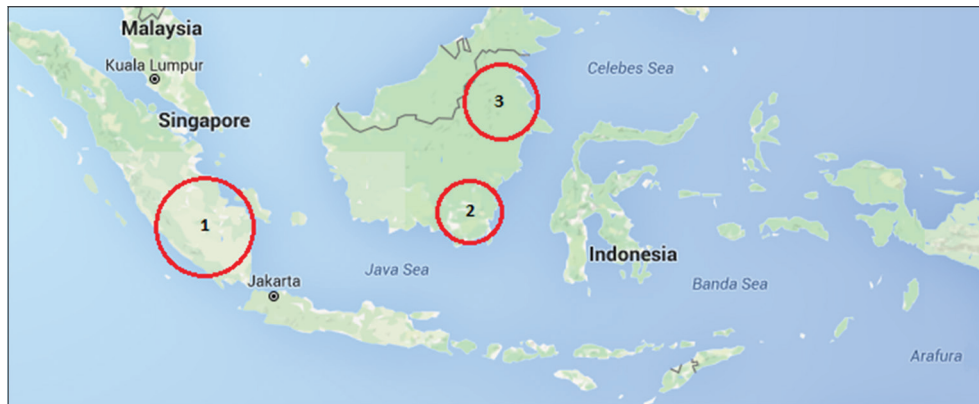 Malaysia
Kuala Lumpur
Singapore
Celebes Sea
3
1
2
Indonesia
Java Sea
Jakarta
Banda Sea
Arafura